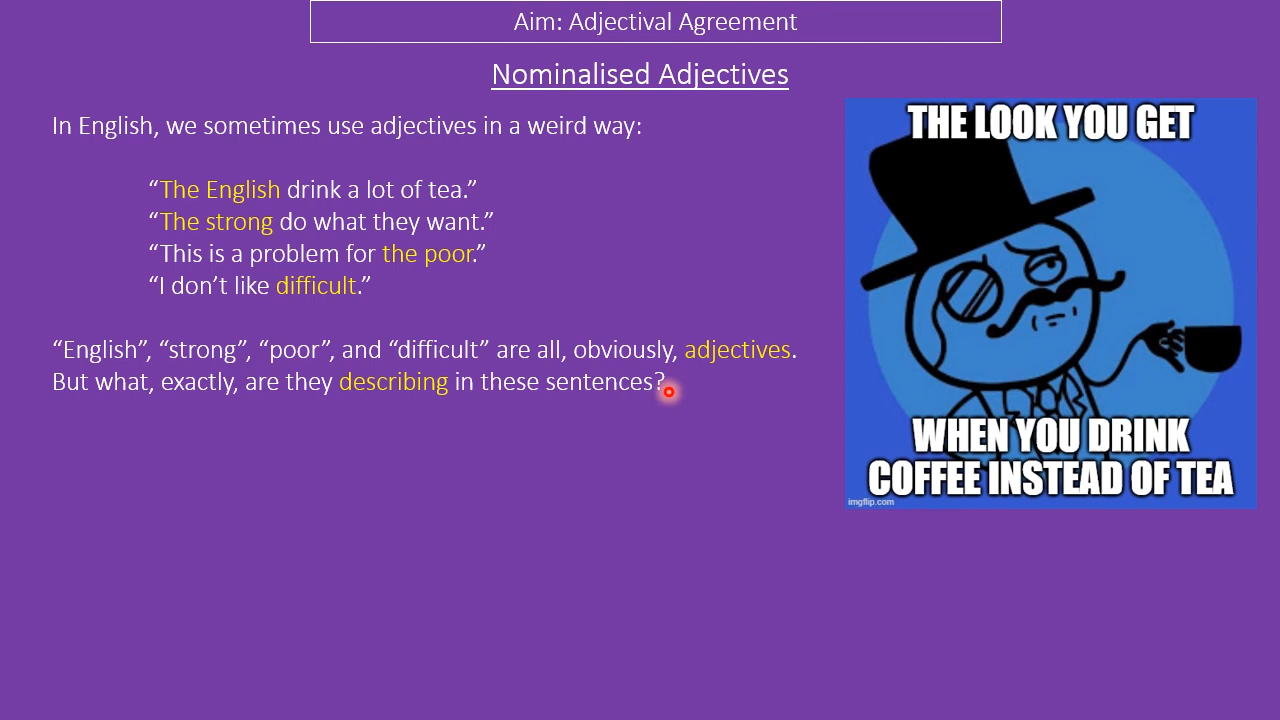 Aim: Adjectival Agreement
Nominalised Adjectives
In English, we sometimes use adjectives in a weird way:
“The English drink a lot of tea.”
“The strong do what they want.”
“This is a problem for the poor.”
“I don’t like difficult.”
“English”, “strong”, “poor”, and “difficult” are all, obviously, adjectives.
But what, exactly, are they describing in these sentences?
THE LOOK YOU GET
WHEN YOU DRINK
COFFEE INSTEAD OF TEA
imgflip.com